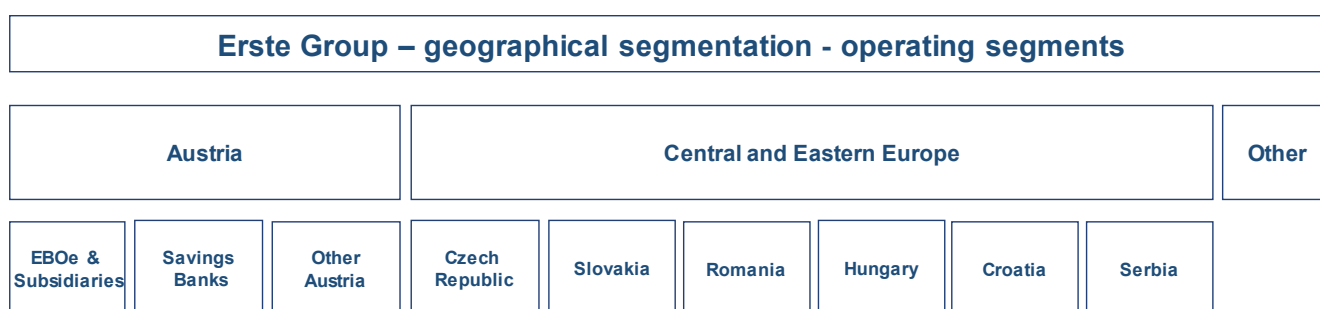 Erste Group – geographical segmentation - operating segments
Austria
Central and Eastern Europe
Other
EBOe &
Subsidiaries
Savings
Banks
Other
Austria
Czech
Republic
Slovakia
Romania
Hungary
Croatia
Serbia